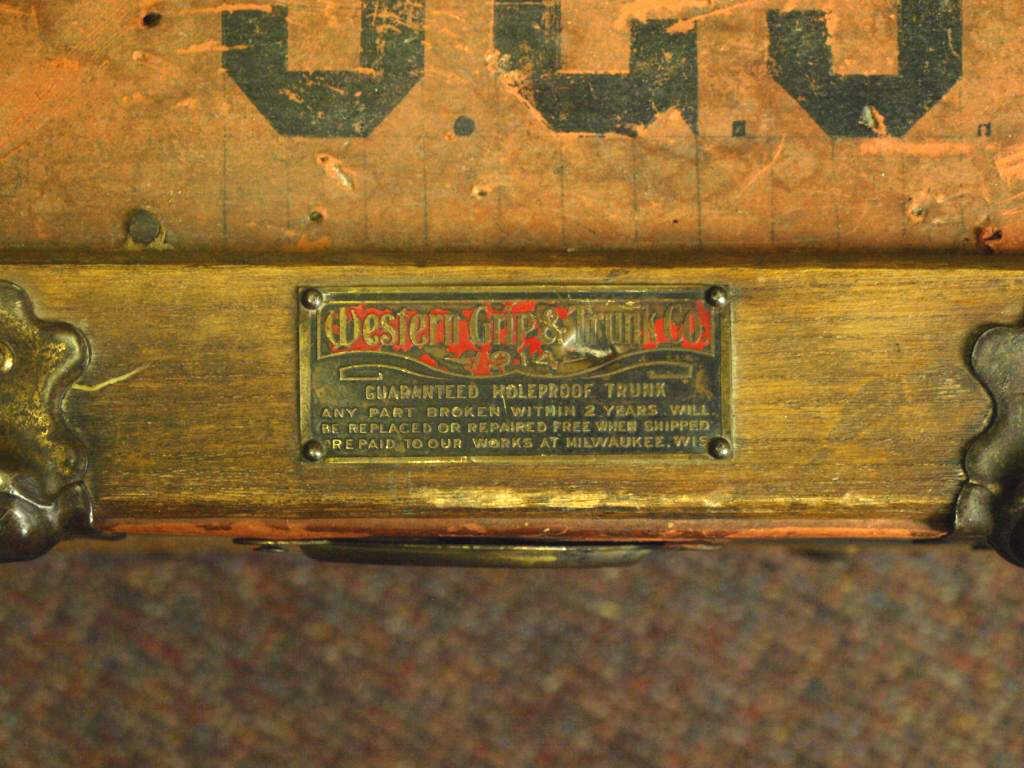 Western Grip & Trunk Co.
GUARANTEED HOLEPROOF TRUNK
ANY PART BROKEN WITHIN 2 YEARS WILL
BE REPLACED OR REPAIRED FREE WHEN SHIPPED
PREPAID TO OUR WORKS AT MILWAUKEE, WIS